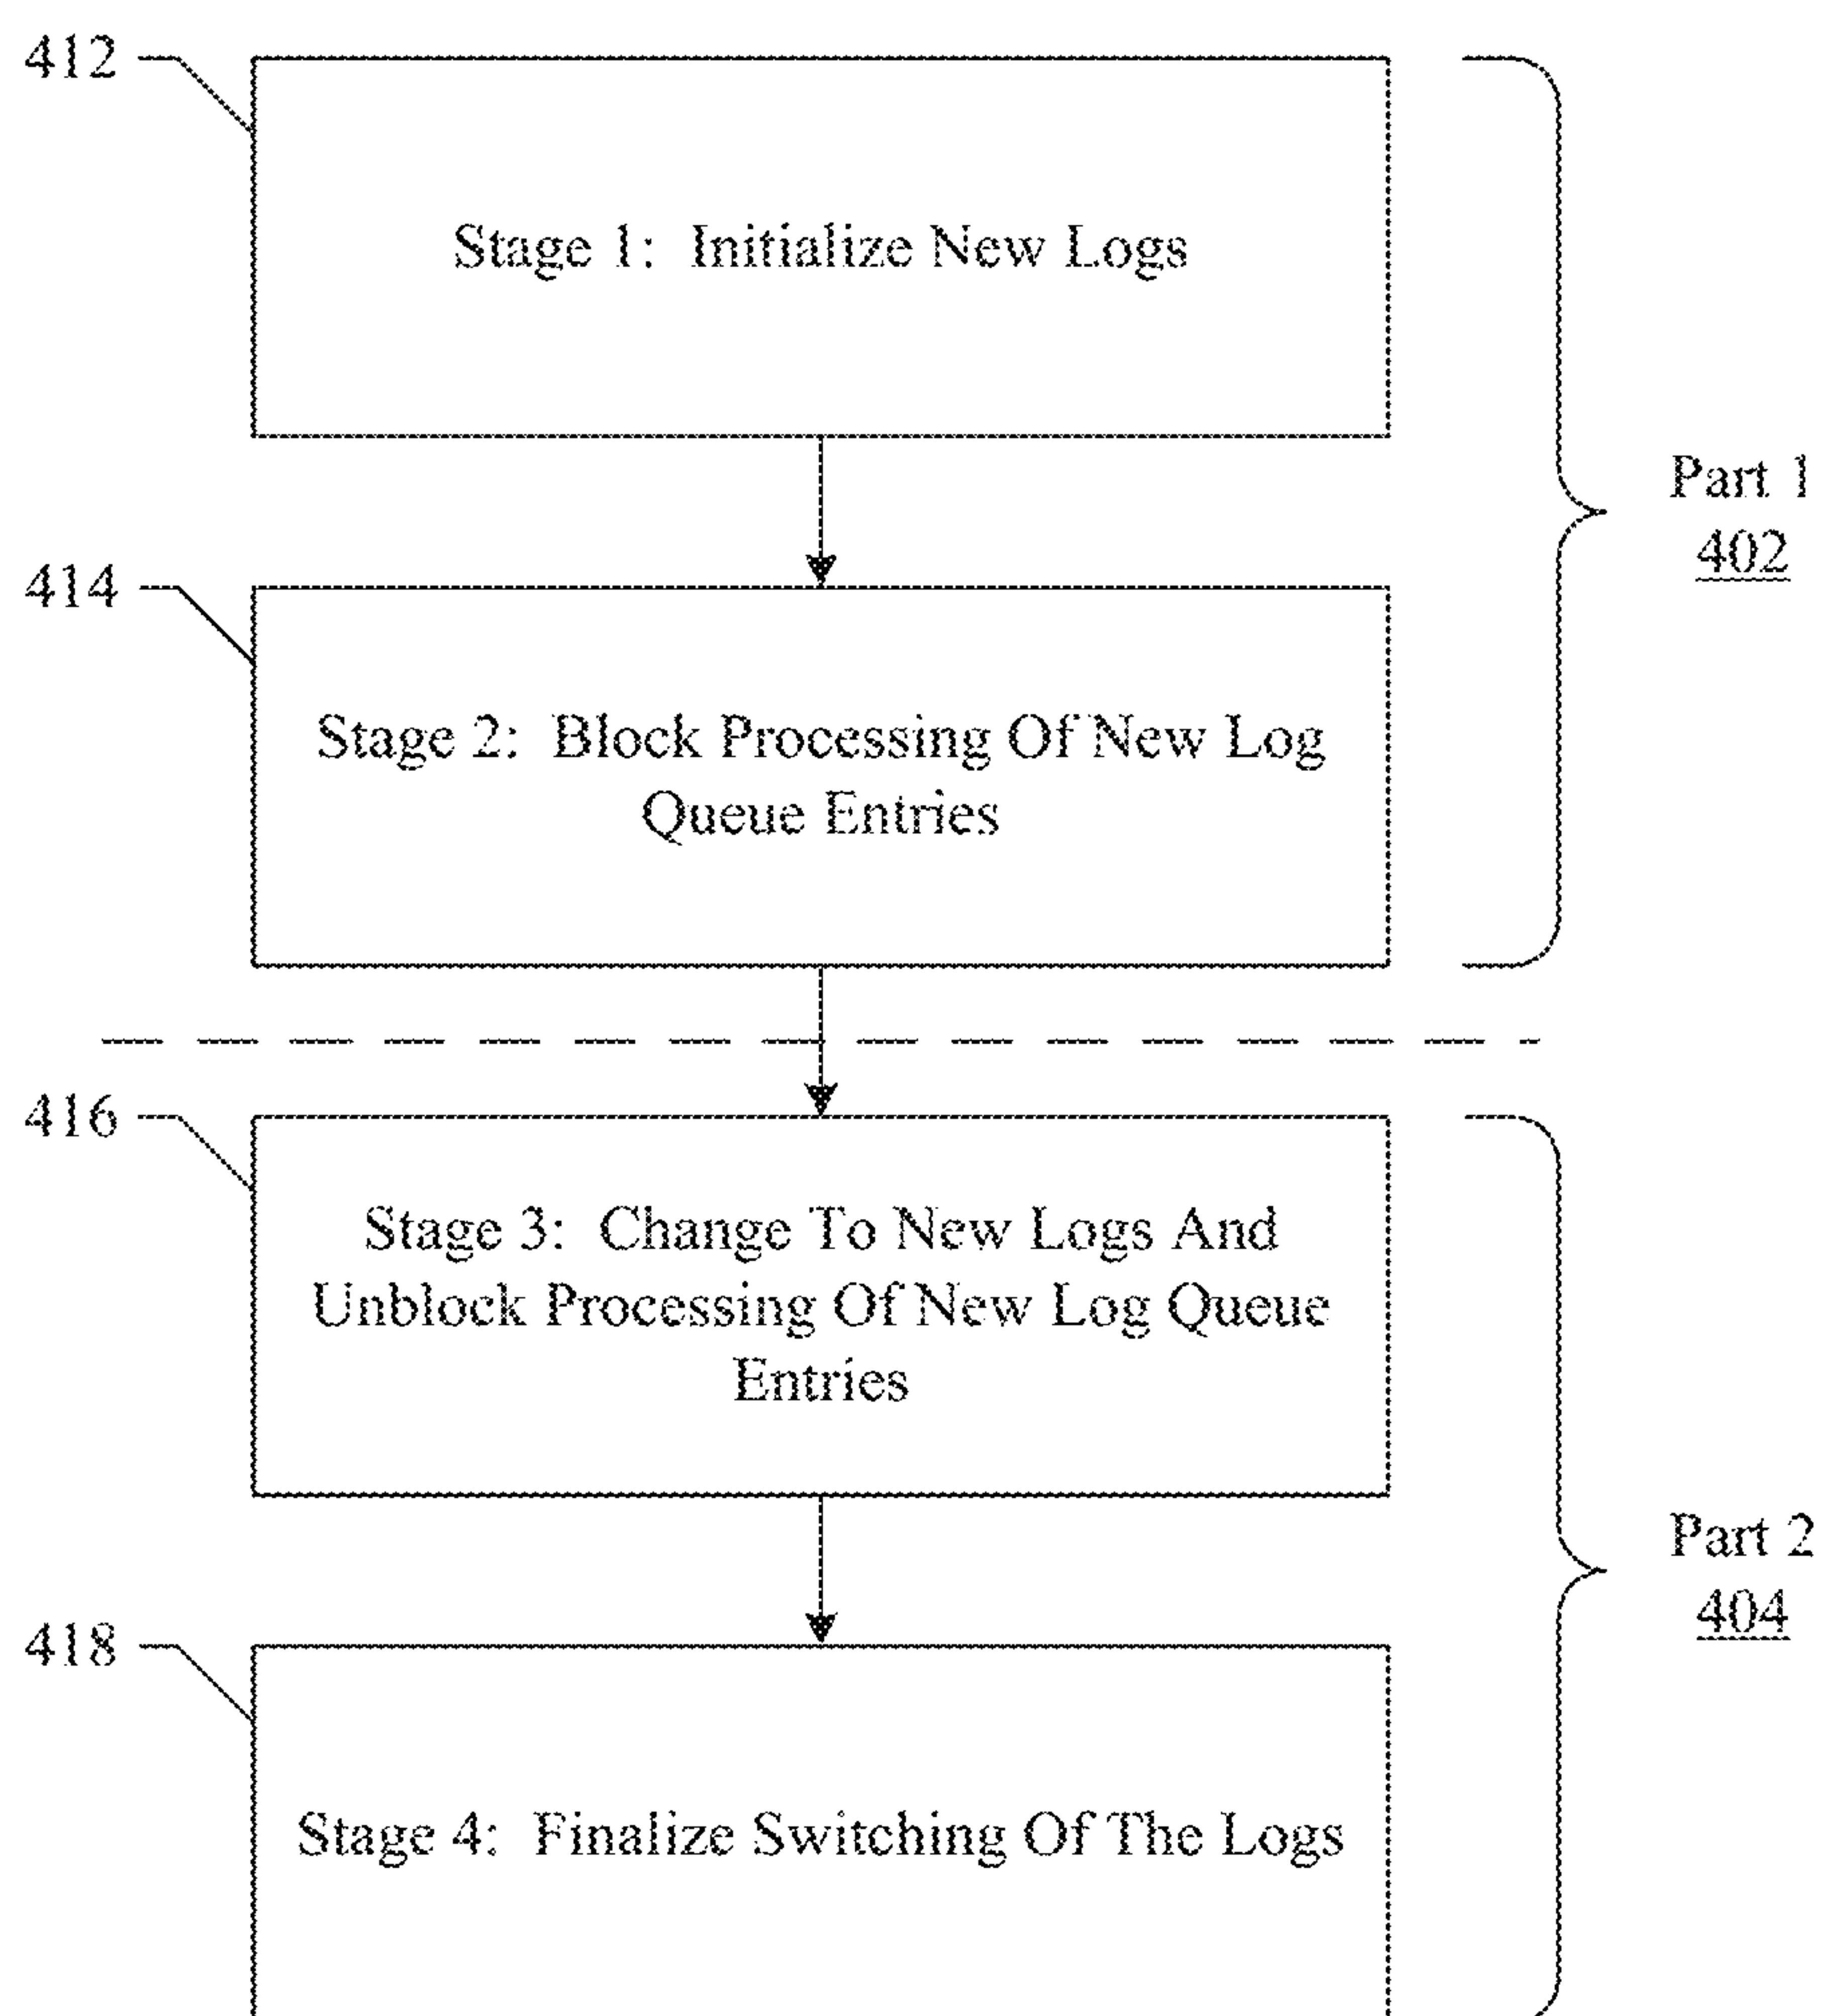 412
Stage 1: Initialize New Logs
Part 1
402
414
Stage 2: Block Processing Of New Log
Queue Entries
416
Stage 3: Change To New Logs And
Unblock Processing Of New Log Queue
Entries
Part 2
404
418
Stage 4: Finalize Switching Of The Logs